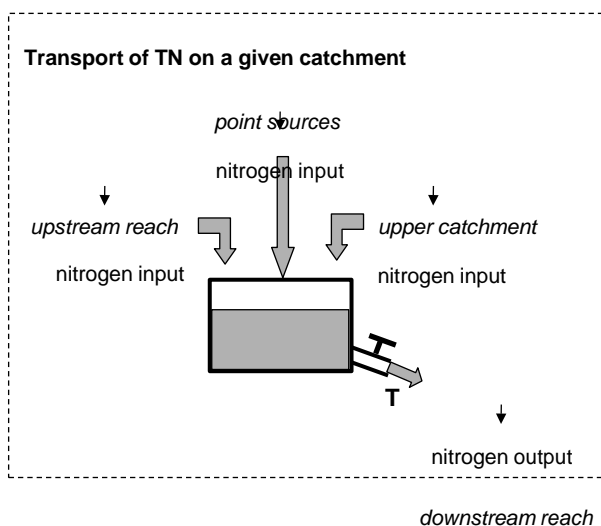 Transport of TN on a given catchment
point sources
nitrogen input
upstream reach
nitrogen input
upper catchment
nitrogen input
T
nitrogen output
downstream reach